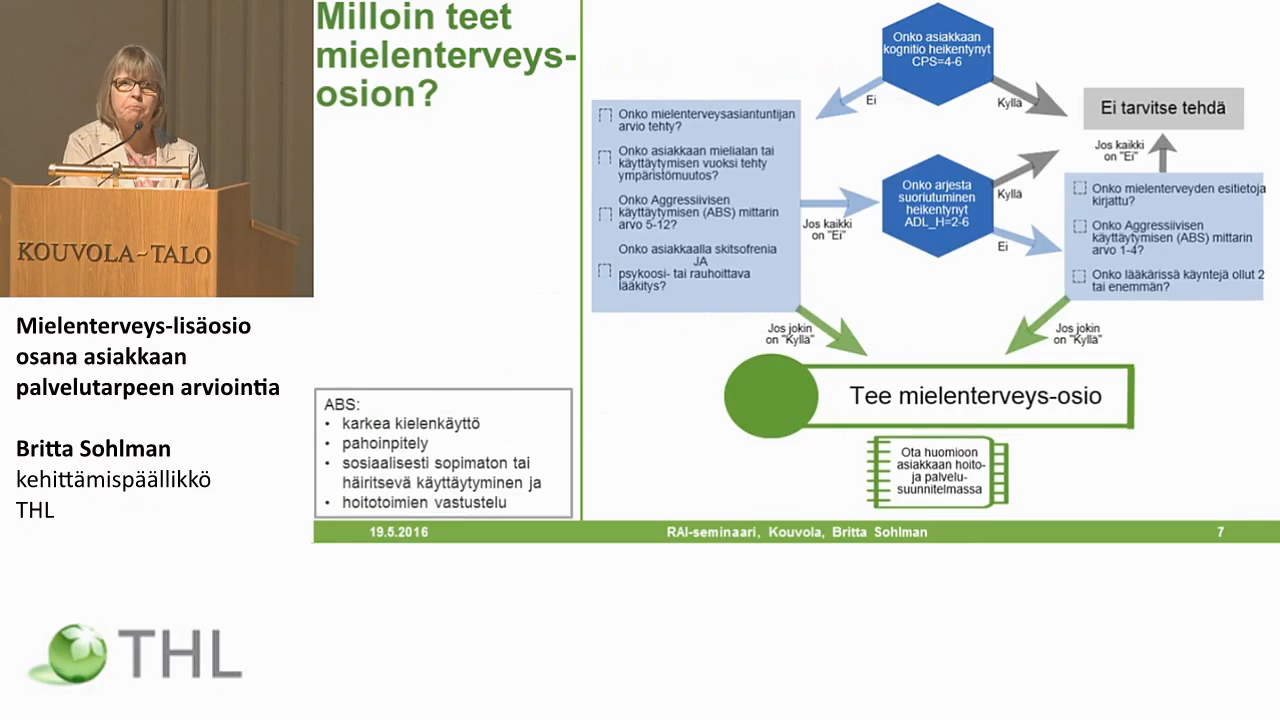 Milloin teet
mielenterveys-
osion?
KOUVOLA-TALO
Mielenterveys-lisäosio
osana asiakkaan
palvelutarpeen arviointia
Britta Sohlman
kehittämispäällikkö
THL
ABS:
• karkea kielenkäyttö
• pahoinpitely
• sosiaalisesti sopimaton tai
häiritsevä käyttäytyminen ja
• hoitotoimien vastustelu
Onko asiakkaan
kognitio heikentynyt
CPS=4-6
Ei
Kyllä
Ei tarvitse tehdä
Onko mielenterveysasiantuntijan
arvio tehty?
Onko asiakkaan mielialan tai
käyttäytymisen vuoksi tehty
ympäristömuutos?
Onko Aggressiivisen
käyttäytymisen (ABS) mittarin
arvo 5-12?
Onko asiakkaalla skitsofrenia
JA
psykoosi- tai rauhoittava
lääkitys?
Jos kaikki
on "Ei"
Onko arjesta
suoriutuminen
heikentynyt
ADL_H=2-6
Kyllä
Ei
Jos kaikki
on "Ei"
Onko mielenterveyden esitietoja
kirjattu?
Onko Aggressiivisen
käyttäytymisen (ABS) mittarin
arvo 1-4?
Onko lääkärissä käyntejä ollut 2
tai enemmän?
Jos jokin
on "Kyllä"
Jos jokin
on "Kyllä"
Tee mielenterveys-osio
Ota huomioon
asiakkaan hoito-
ja palvelu-
suunnitelmassa
19.5.2016 RAI-seminaari, Kouvola, Britta Sohlman 7
THL